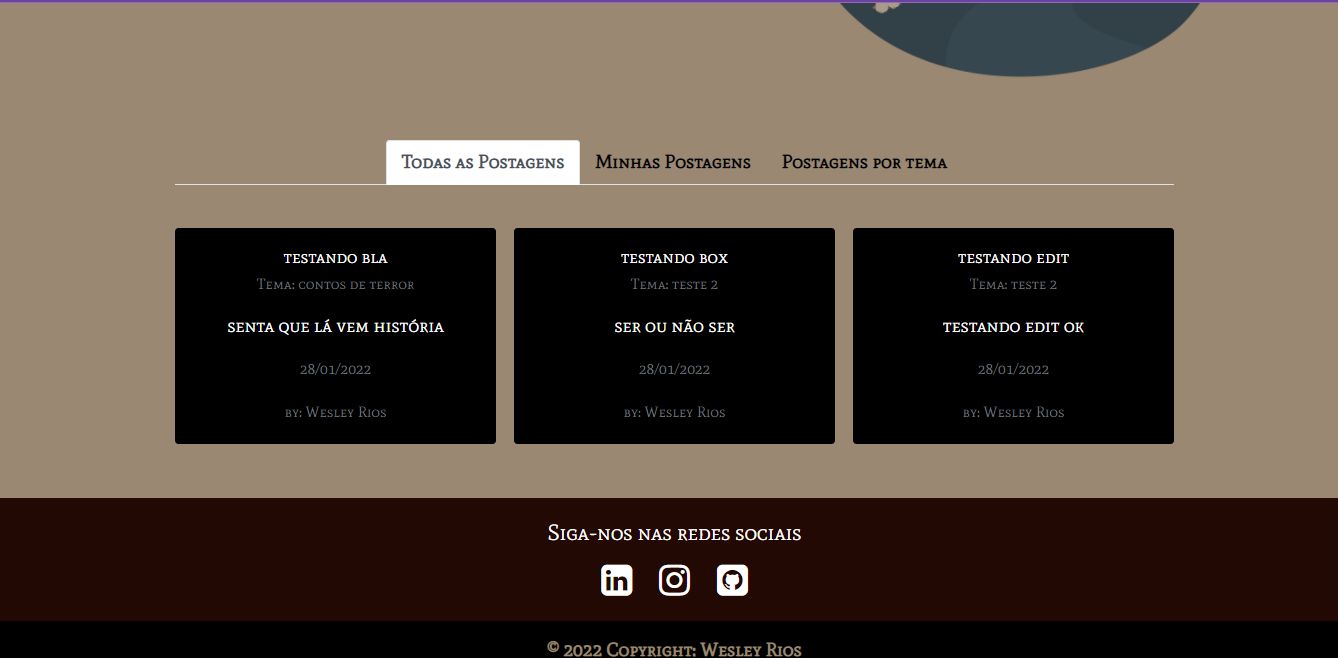 Todas as Postagens Minhas Postagens Postagens por tema
testando bla
Tema: contos de terror
senta que lá vem história
28/01/2022
by: Wesley Rios
testando box
Tema: teste 2
ser ou não ser
28/01/2022
by: Wesley Rios
testando edit
Tema: teste 2
testando edit ok
28/01/2022
by: Wesley Rios
Siga-nos nas redes sociais
in
© 2022 Copyright: Wesley Rios